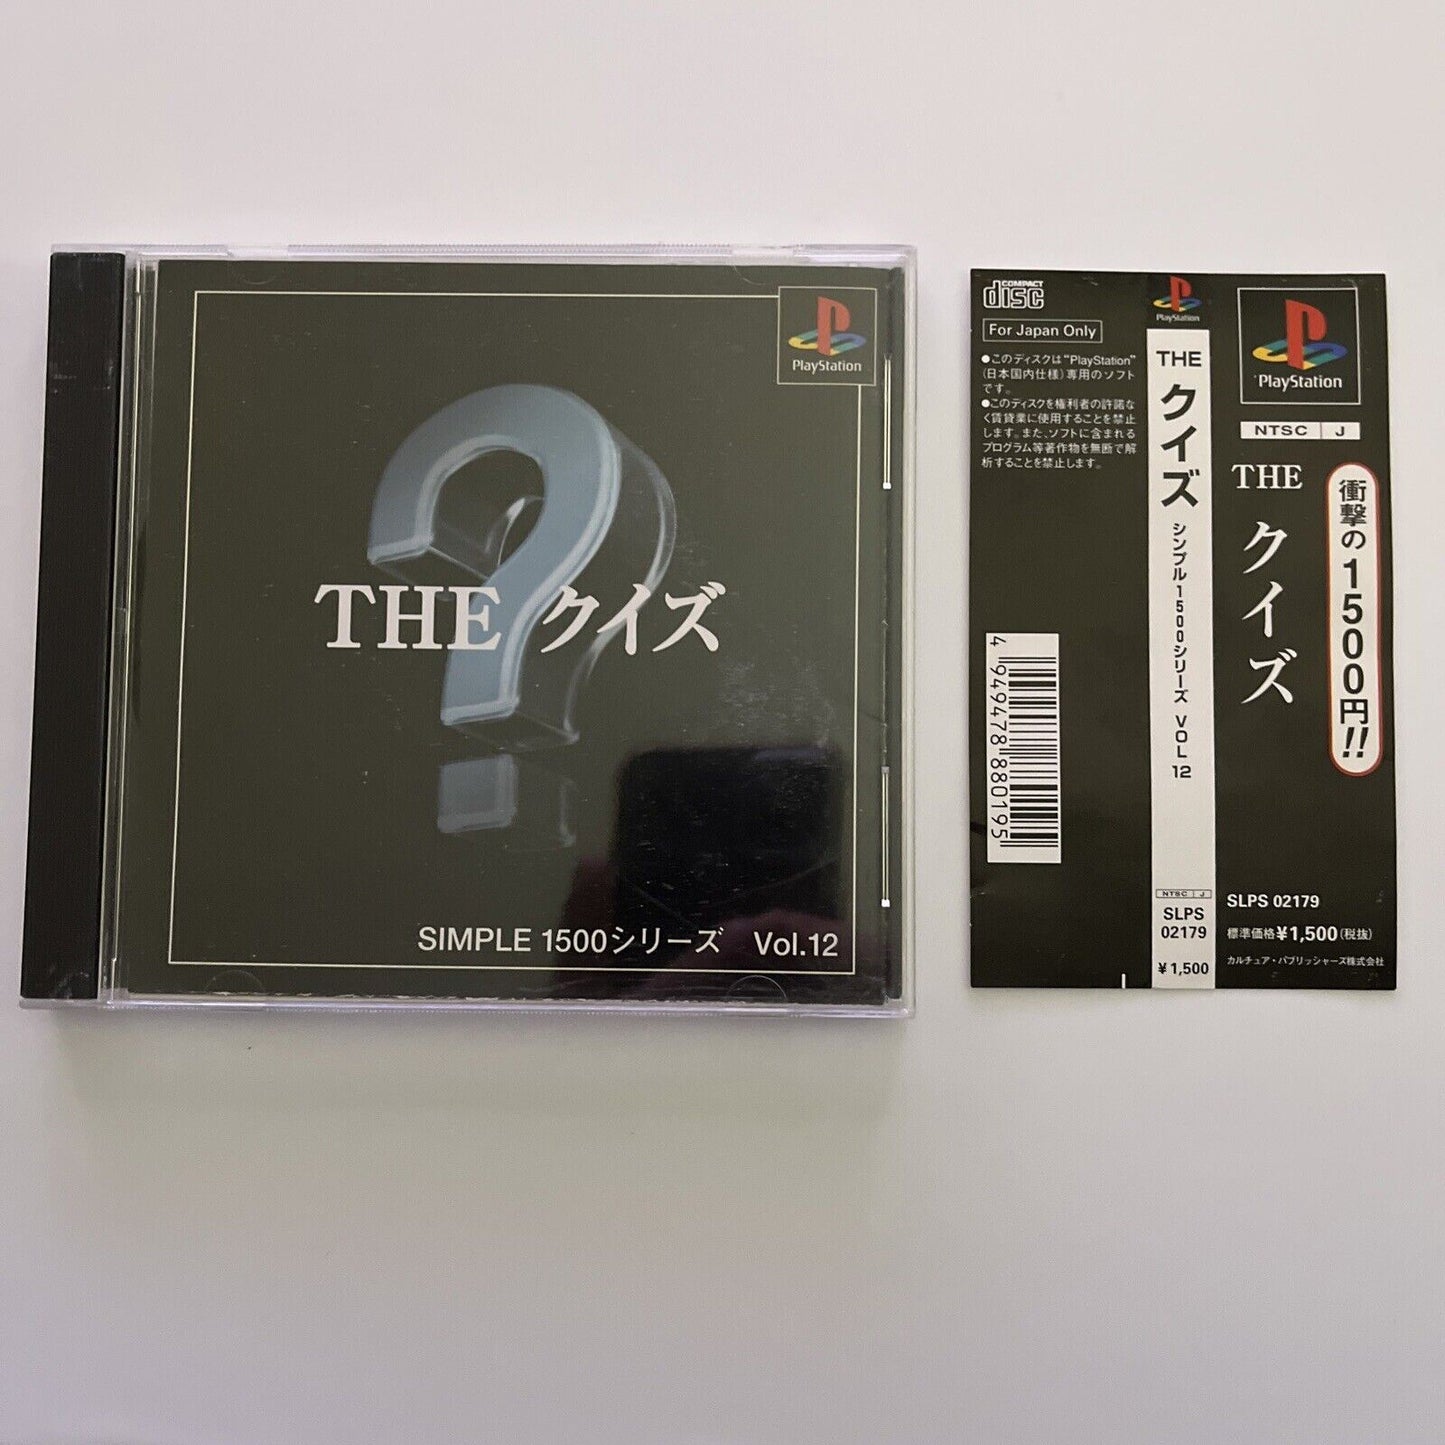 PlayStation
THE クイズ
SIMPLE 1500シリーズ Vol.12
COMPACT
disc
For Japan Only
●このディスクは“PlayStation”
(日本国内仕様)専用のソフト
です。
●このディスクを権利者の許諾な
く賃貸業に使用することを禁止
します。また、ソフトに含まれる
プログラム等著作物を無断で解
析することを禁止します。
4 949478 880195
PlayStation
THE クイズ シンプル1500シリーズ VOL 12
NTSC J
SLPS
02179
¥1,500
PlayStation
NTSC J
THE クイズ
衝撃の1500円!!
SLPS 02179
標準価格¥1,500(税抜)
カルチュア・パブリッシャーズ株式会社